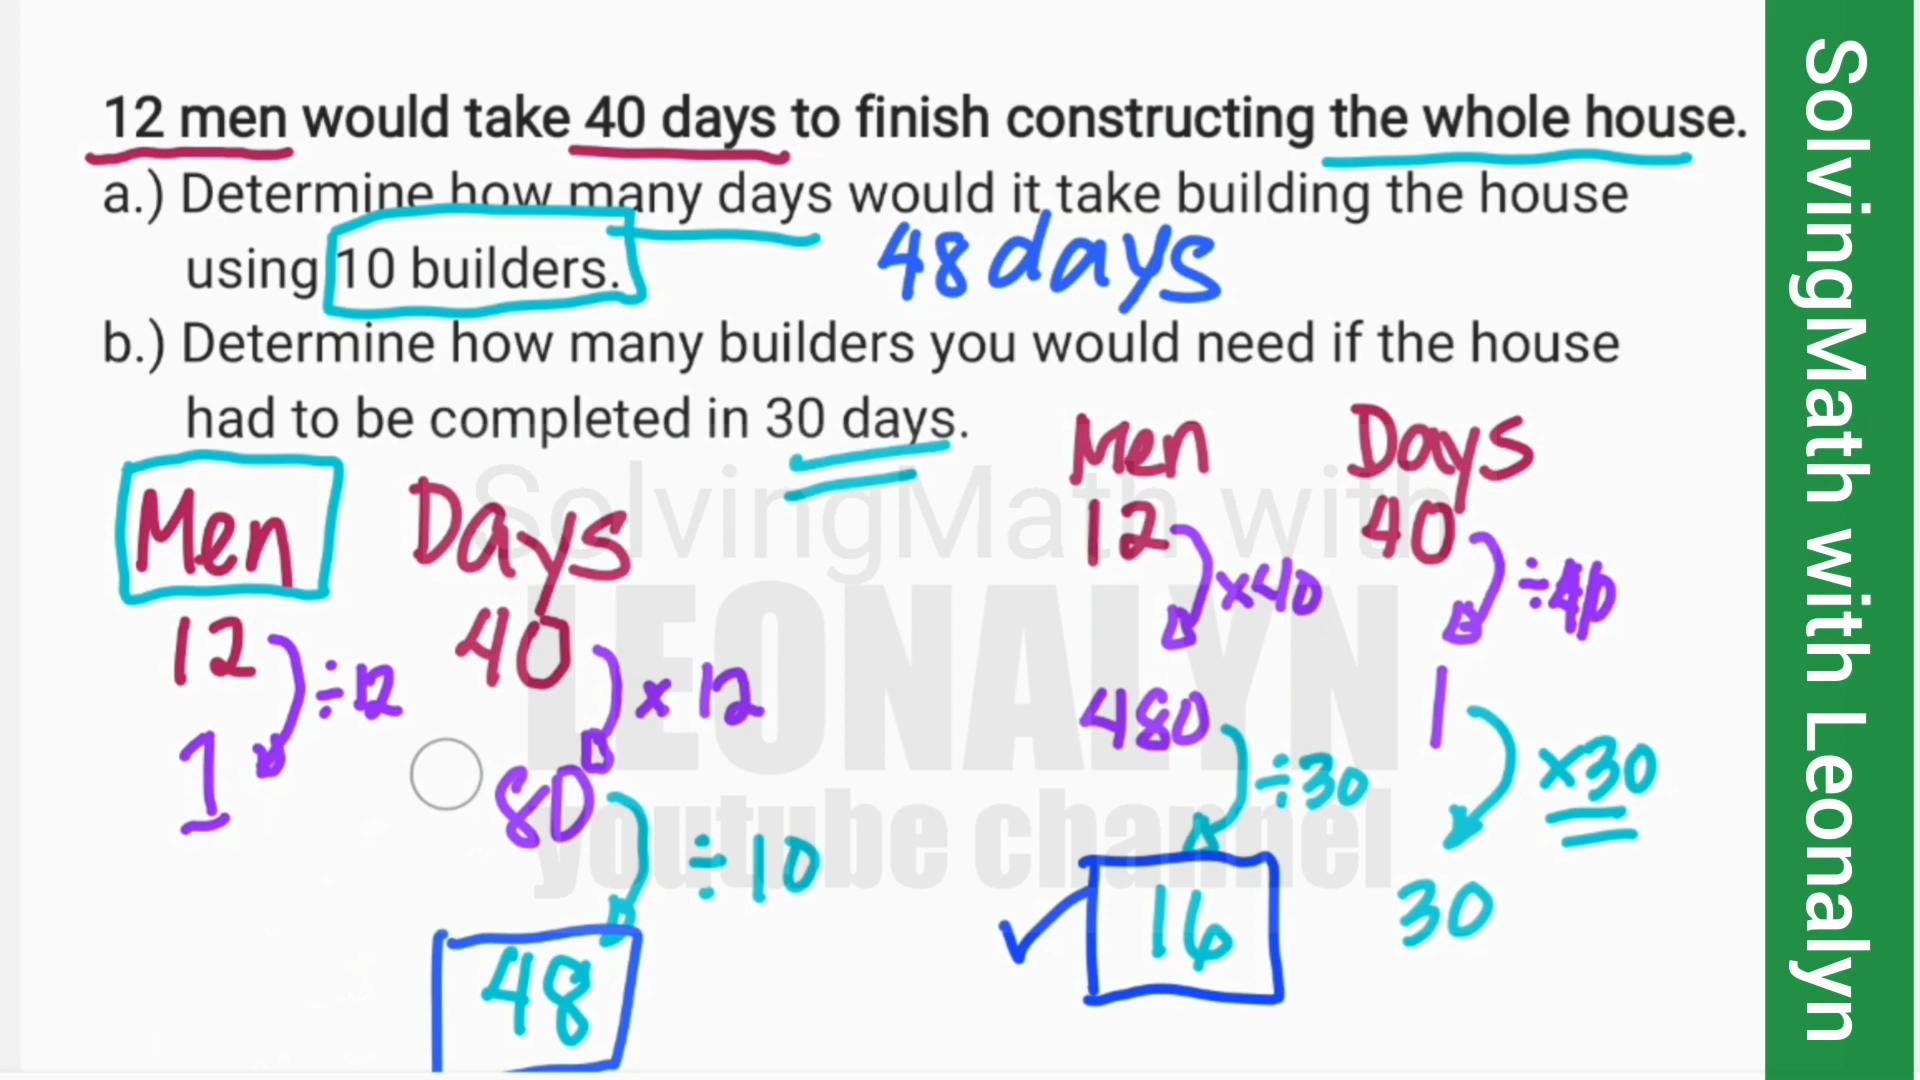 12 men would take 40 days to finish constructing the whole house.
a.) Determine how many days would it take building the house
using 10 builders.
48 days
b.) Determine how many builders you would need if the house
had to be completed in 30 days.
Men Days
12 40
÷12 × 12
1 80
÷10
48
Men Days
12 40
×40 ÷40
480 1
÷30 ×30
16 30
SolvingMath with
LEONALYN
youtube channel
SolvingMath with Leonalyn